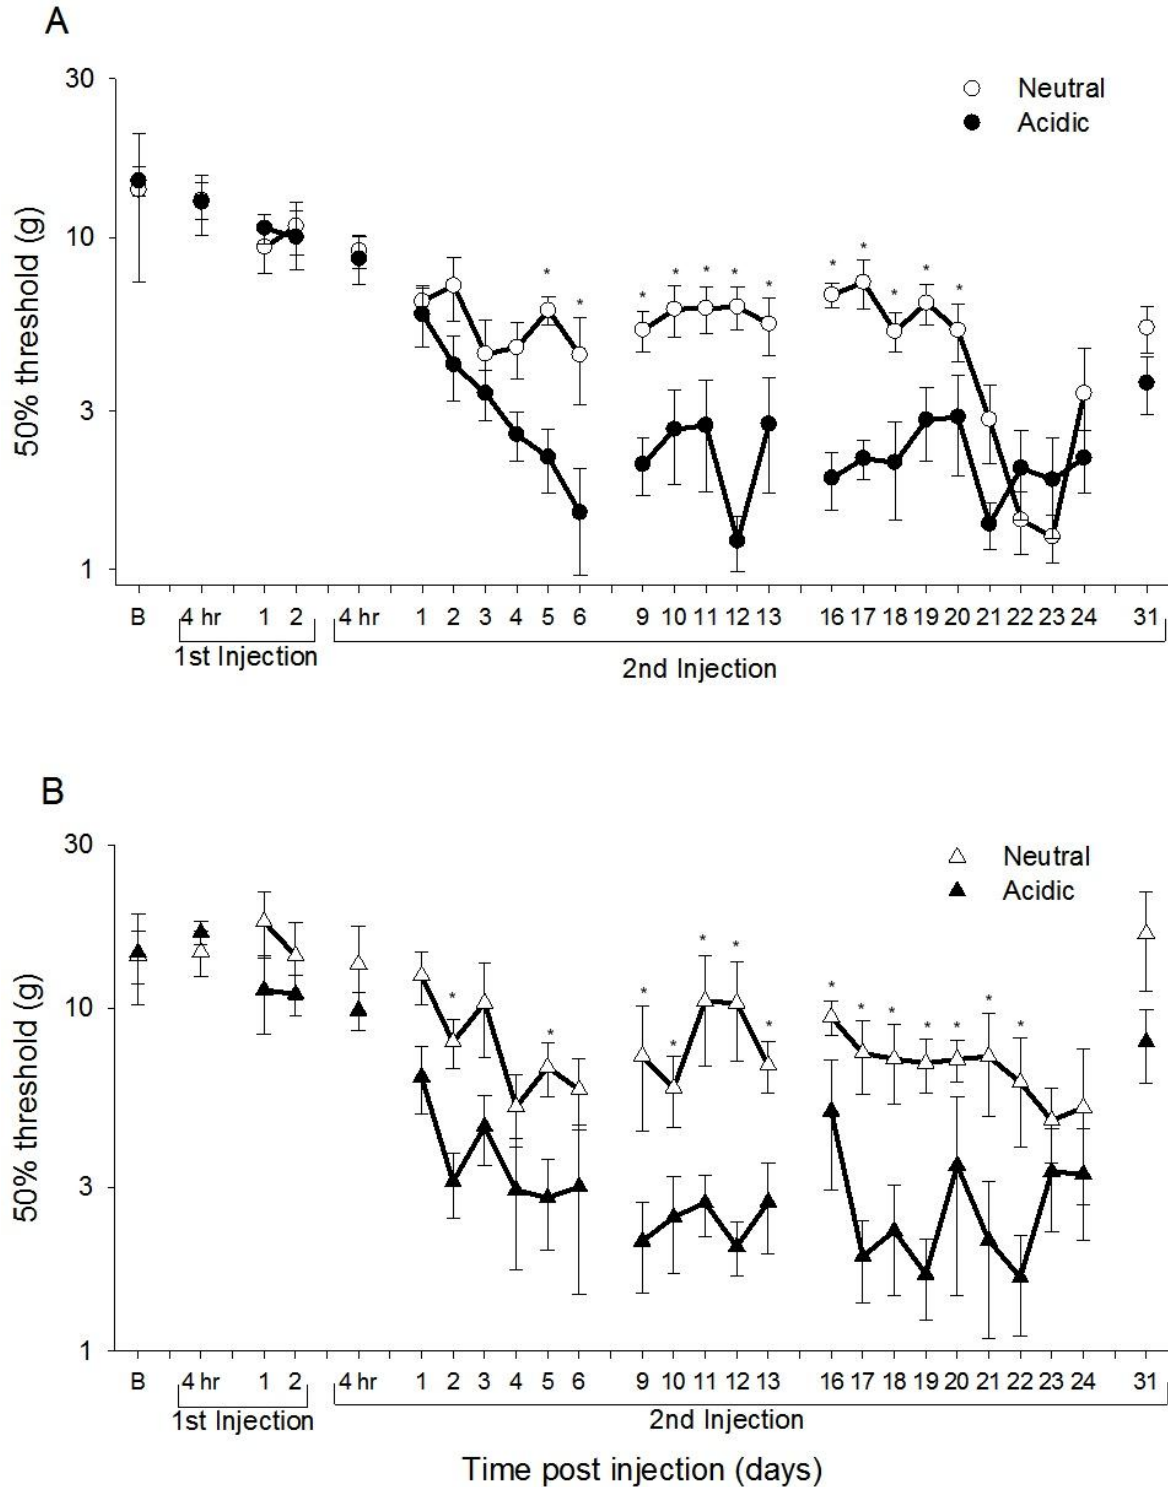 A
30
Neutral
Acidic
10
50% threshold (g)
3
1
B 4 hr 1 2 4 hr 1 2 3 4 5 6 9 10 11 12 13 16 17 18 19 20 21 22 23 24 31
1st Injection
2nd Injection
* * * * * * * * * * * *
B
30
Neutral
Acidic
10
50% threshold (g)
3
1
* * * * * * * * * * * * * *
B 4 hr 1 2 4 hr 1 2 3 4 5 6 9 10 11 12 13 16 17 18 19 20 21 22 23 24 31
1st Injection
2nd Injection
Time post injection (days)